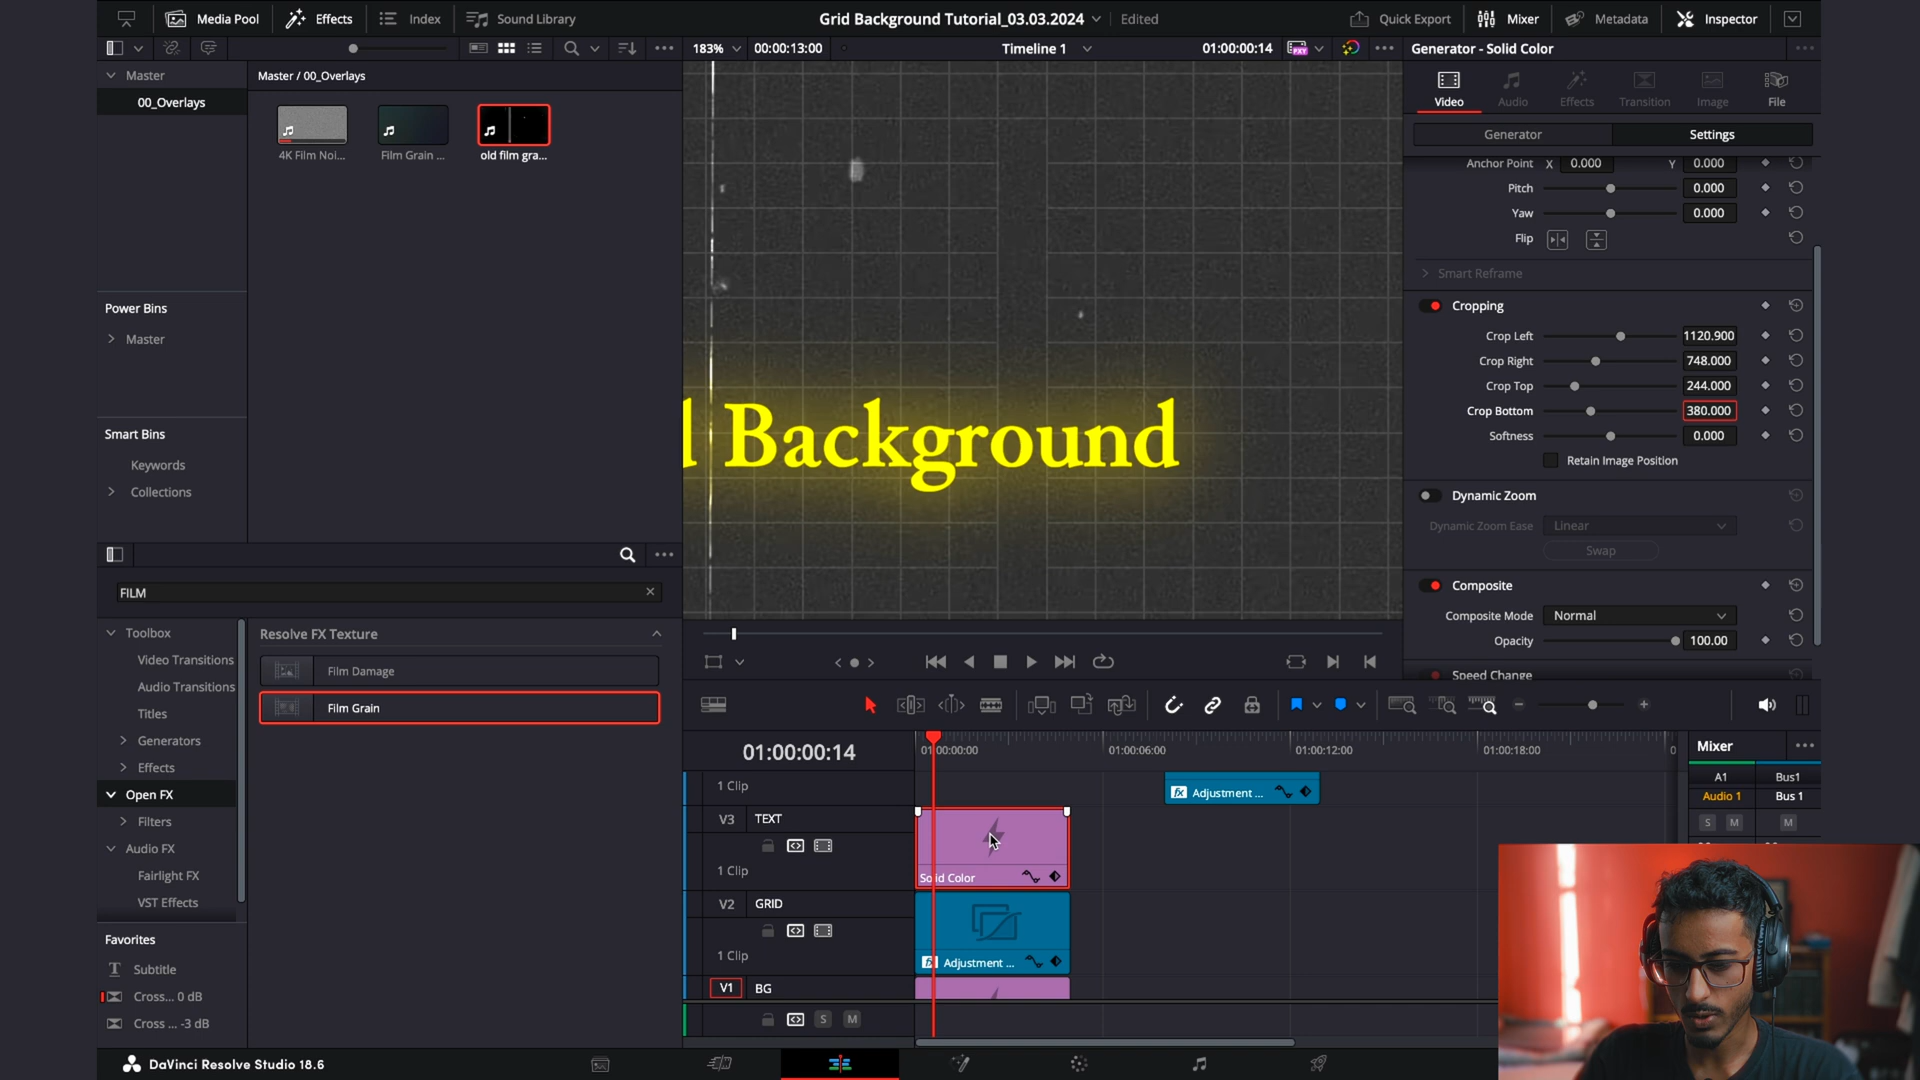 Media Pool
Effects
Index
Sound Library
Grid Background Tutorial_03.03.2024
Edited
Quick Export
Mixer
Metadata
Inspector
183%
00:00:13:00
Timeline 1
01:00:00:14
Generator - Solid Color
Master
00_Overlays
Master / 00_Overlays
4K Film Noi...
Film Grain ...
old film gra...
Power Bins
Master
Smart Bins
Keywords
Collections
d Background
Video
Audio
Effects
Transition
Image
File
Generator
Settings
Anchor Point X 0.000 Y 0.000
Pitch 0.000
Yaw 0.000
Flip
Smart Reframe
Cropping
Crop Left 1120.900
Crop Right 748.000
Crop Top 244.000
Crop Bottom 380.000
Softness 0.000
Retain Image Position
Dynamic Zoom
Dynamic Zoom Ease Linear
Swap
Composite
Composite Mode Normal
Opacity 100.00
Speed Change
FILM
Toolbox
Video Transitions
Audio Transitions
Titles
Generators
Effects
Open FX
Filters
Audio FX
Fairlight FX
VST Effects
Favorites
Subtitle
Cross... 0 dB
Cross ... -3 dB
Resolve FX Texture
Film Damage
Film Grain
01:00:00:14
01:00:00:00
01:00:06:00
01:00:12:00
01:00:18:00
0
1 Clip
Adjustment ...
V3 TEXT
1 Clip
Solid Color
V2 GRID
1 Clip
Adjustment ...
V1 BG
S M
Mixer
A1 Bus1
Audio 1 Bus 1
S M M
DaVinci Resolve Studio 18.6